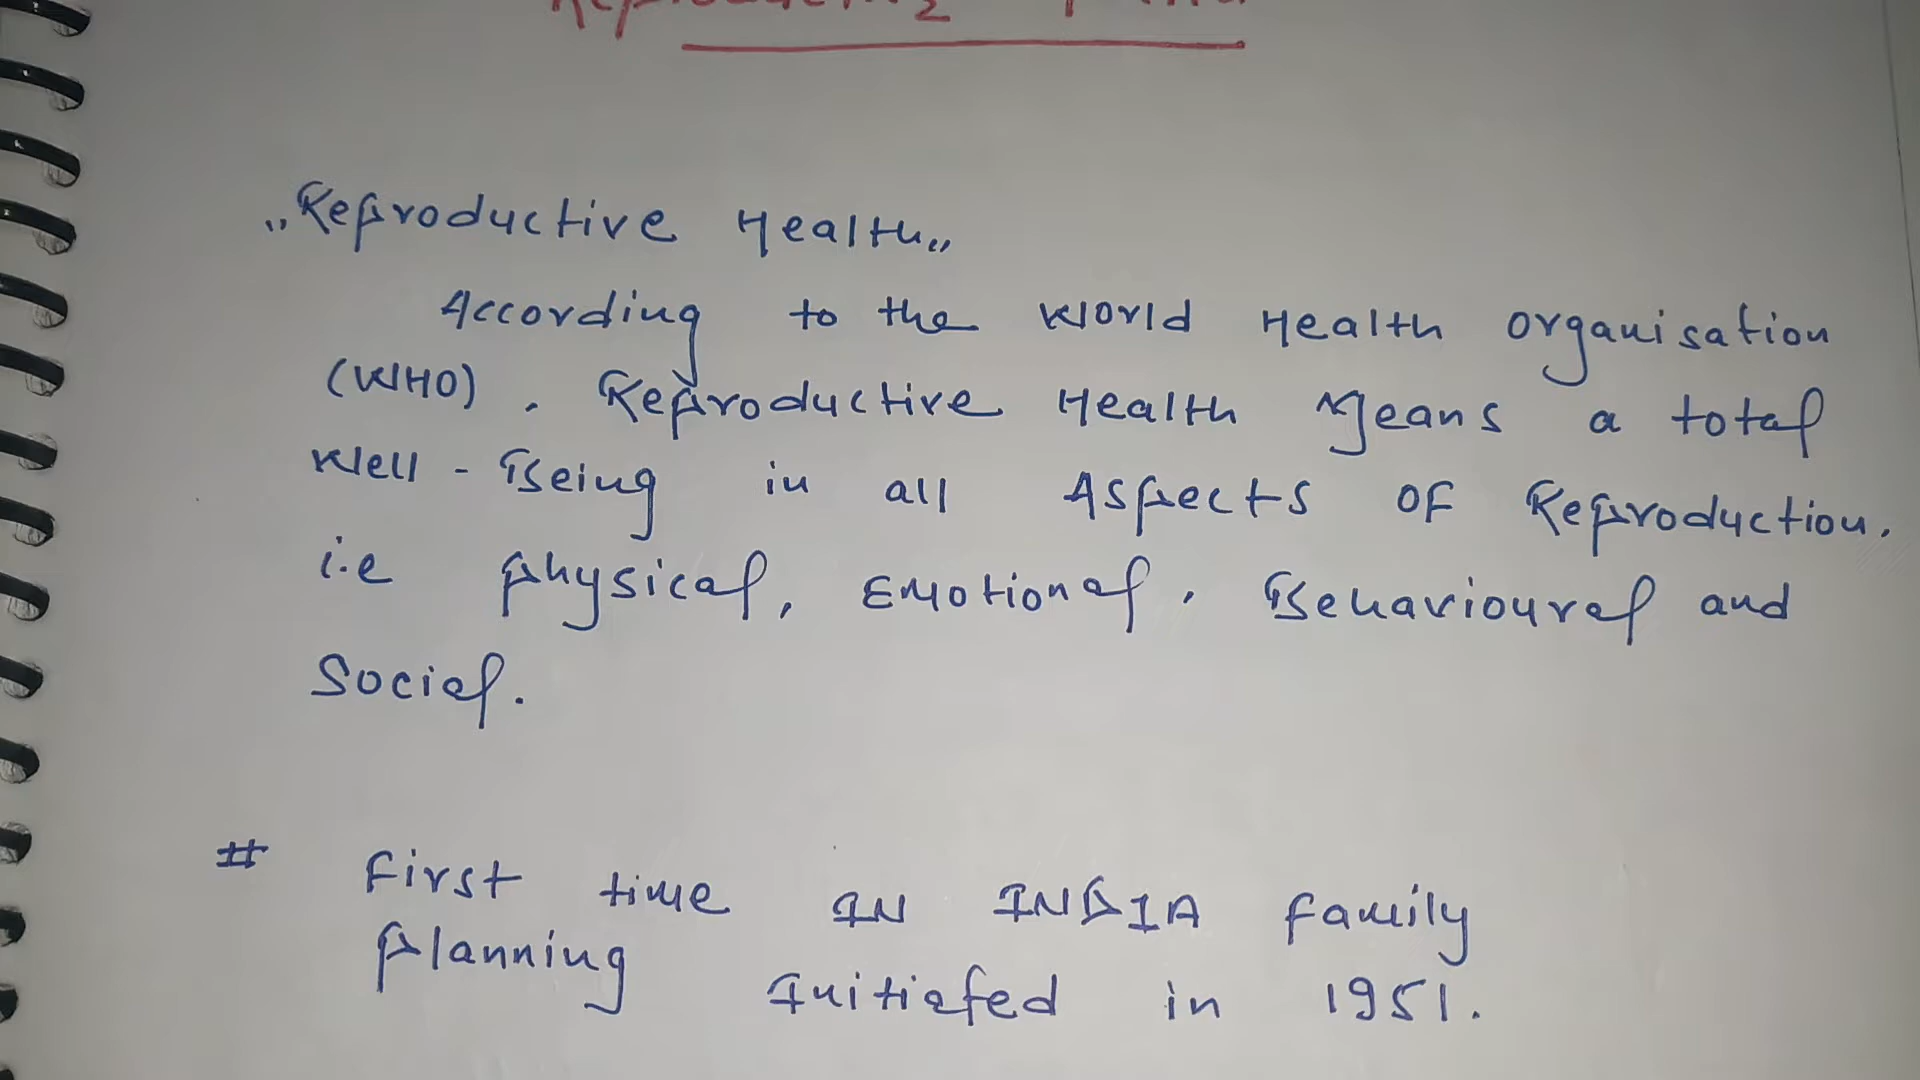 "Reproductive Health"
According to the World Health Organisation
(WHO), Reproductive Health Means a total
Well-Being in all Aspects OF Reproduction.
i.e physical, Emotional, Behavioural and
Social.
# First time IN INDIA family
planning Initiated in 1951.